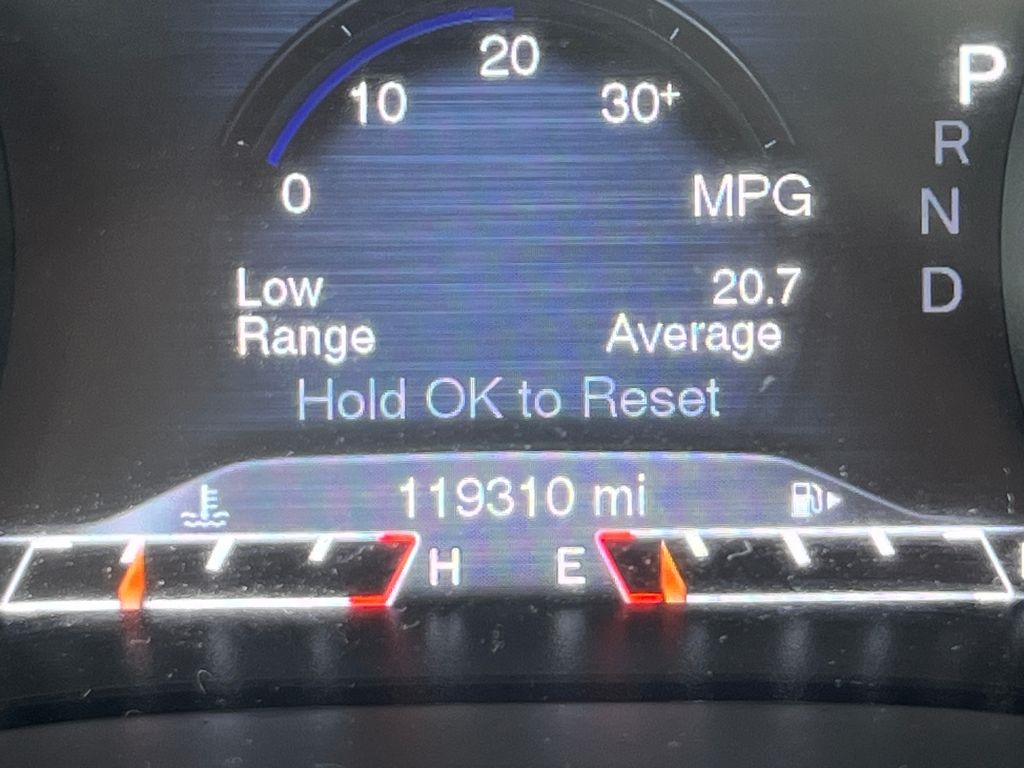 20
10 30+
0 MPG
P
R
N
D
Low 20.7
Range Average
Hold OK to Reset
119310 mi
H E